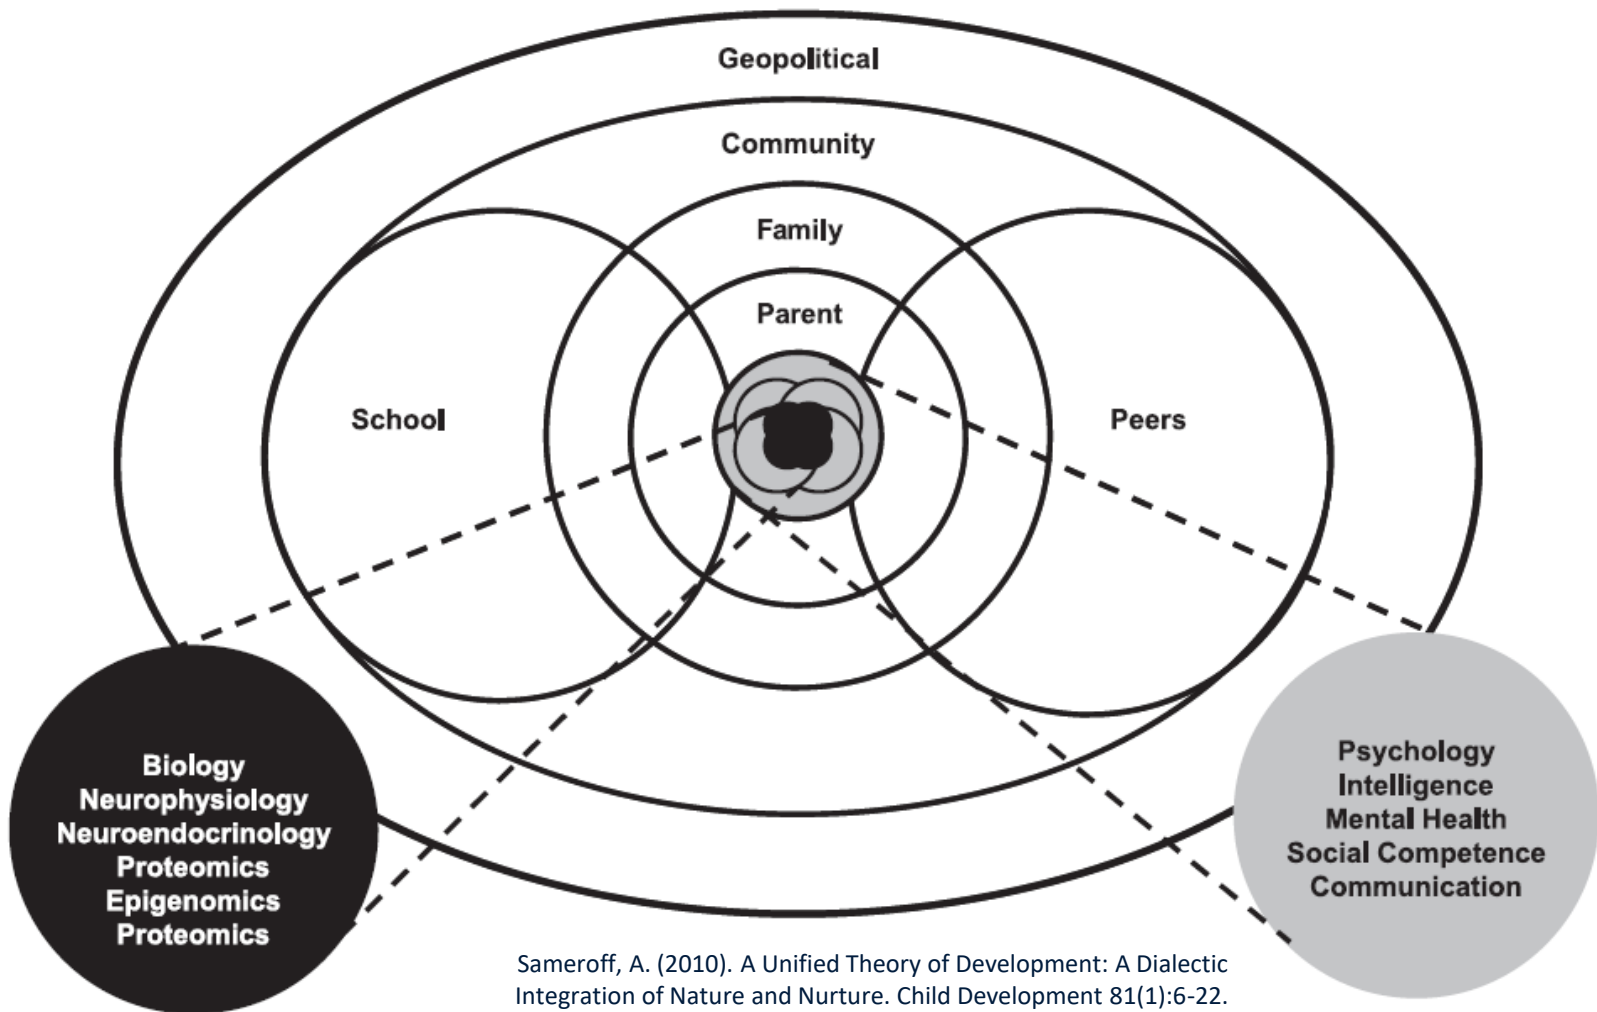 Geopolitical
Community
Family
Parent
School
Peers
Biology
Neurophysiology
Neuroendocrinology
Proteomics
Epigenomics
Proteomics
Psychology
Intelligence
Mental Health
Social Competence
Communication
Sameroff, A. (2010). A Unified Theory of Development: A Dialectic
Integration of Nature and Nurture. Child Development 81(1):6-22.